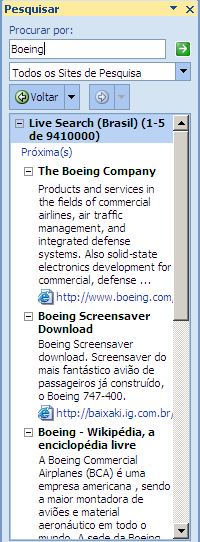 Pesquisar
Procurar por:
Boeing
Todos os Sites de Pesquisa
Voltar
Live Search (Brasil) (1-5
de 9410000)
Próxima(s)
The Boeing Company
Products and services in
the fields of commercial
airlines, air traffic
management, and
integrated defense
systems. Also solid-state
electronics development for
commercial, defense ...
http://www.boeing.com,
Boeing Screensaver
Download
Boeing Screensaver
download. Screensaver do
mais fantástico avião de
passageiros já construído,
o Boeing 747-400.
http://baixaki.ig.com.br/
Boeing - Wikipédia, a
enciclopédia livre
A Boeing Commercial
Airplanes (BCA) é uma
empresa americana , sendo
a maior montadora de
aviões e material
aeronáutico em todo o
mundo. A sede da Boeing